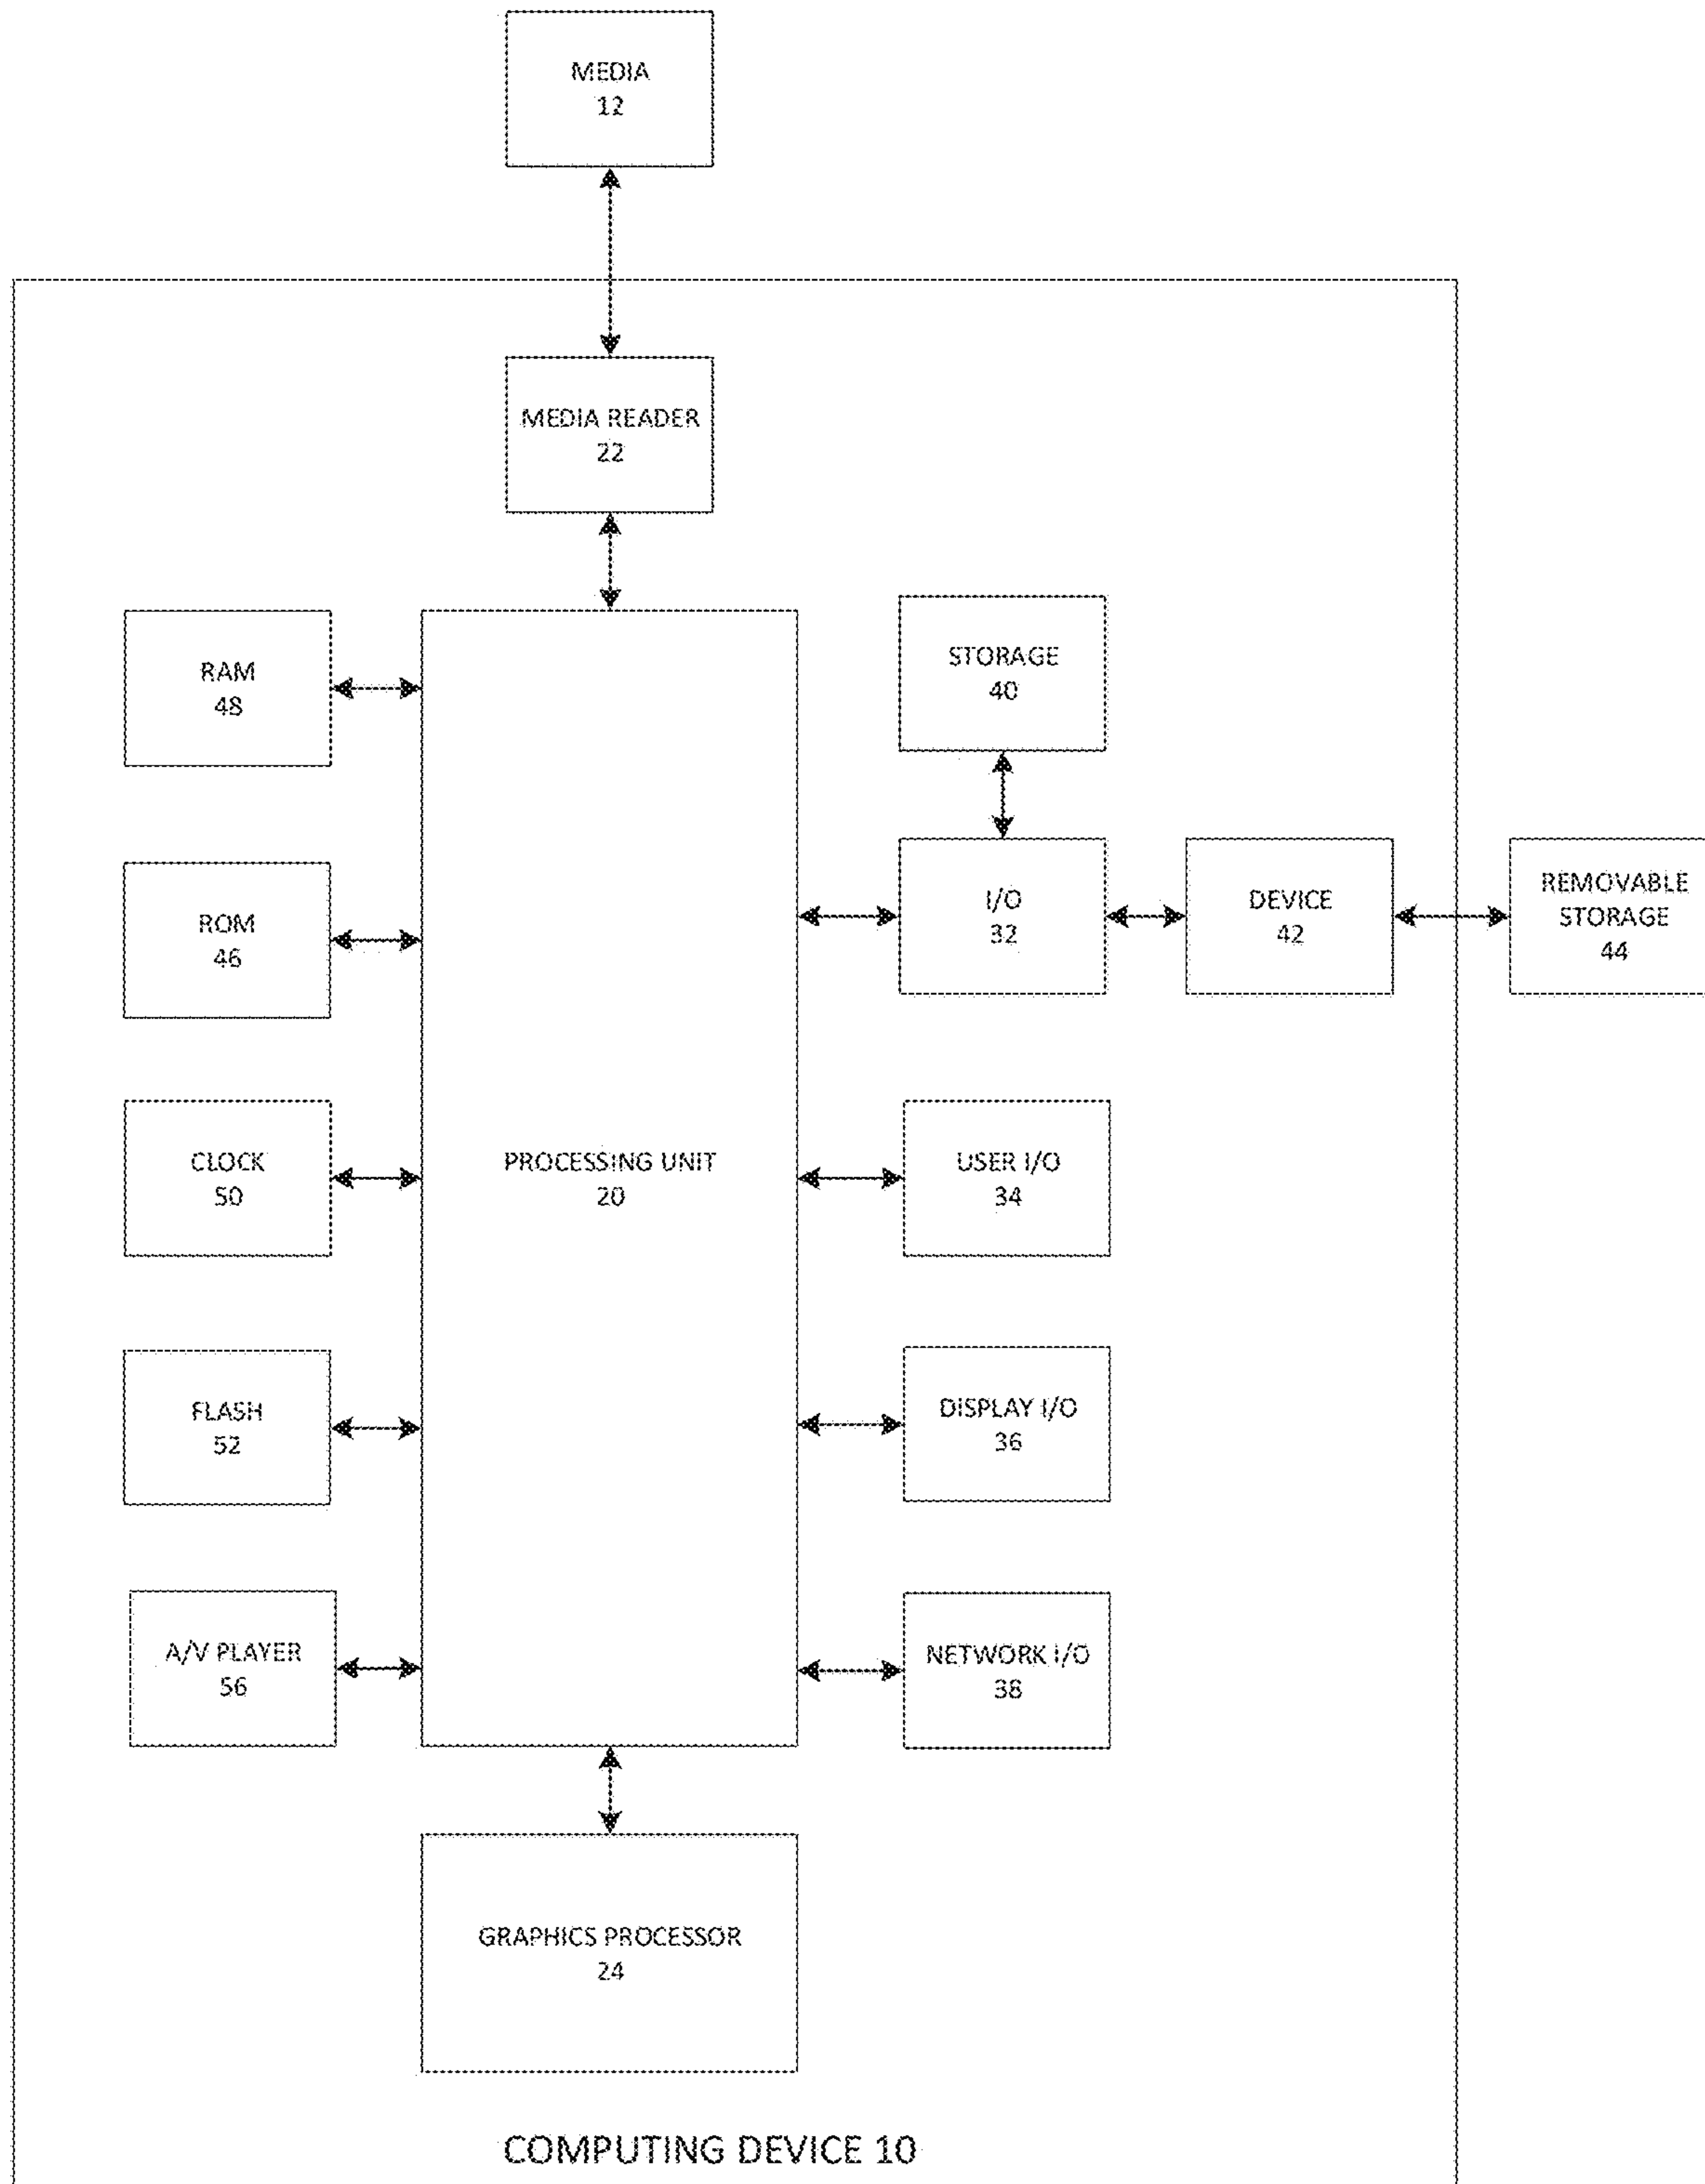 MEDIA
12
MEDIA READER
22
RAM
48
STORAGE
40
ROM
46
I/O
32
DEVICE
42
REMOVABLE
STORAGE
44
CLOCK
50
PROCESSING UNIT
20
USER I/O
34
FLASH
52
DISPLAY I/O
36
A/V PLAYER
56
NETWORK I/O
38
GRAPHICS PROCESSOR
24
COMPUTING DEVICE 10